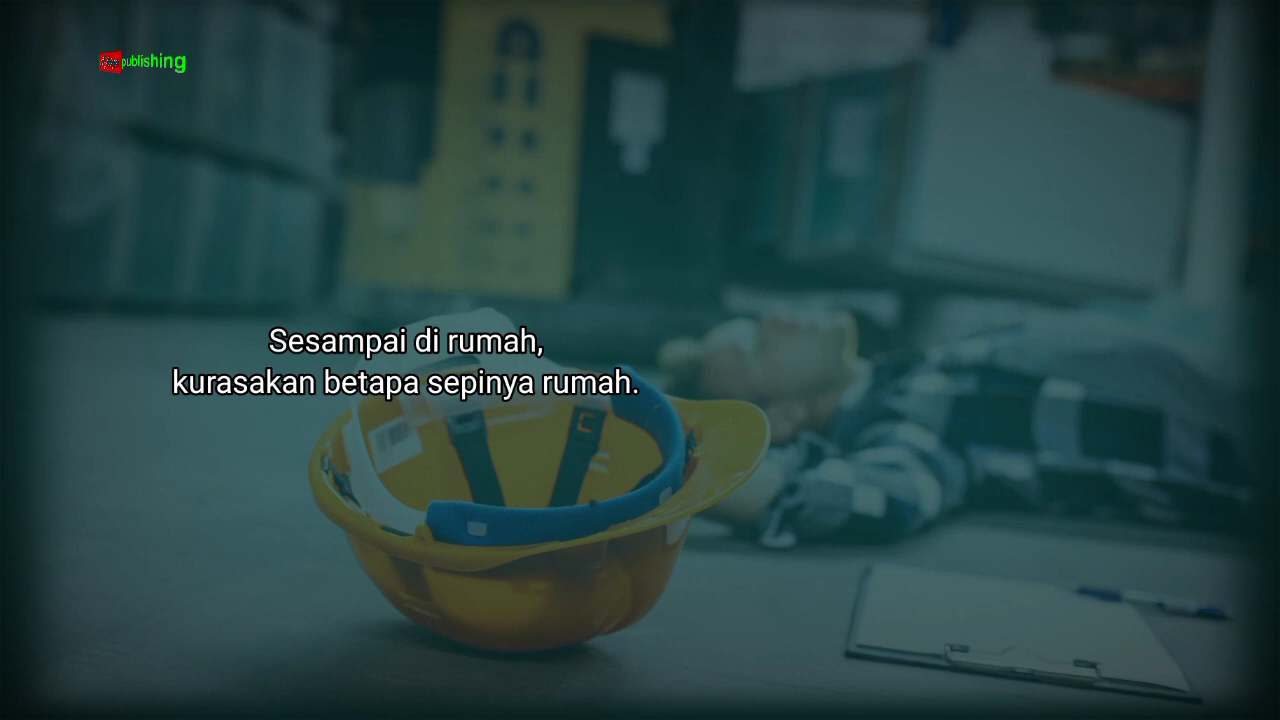 publishing
Sesampai di rumah,
kurasakan betapa sepinya rumah.